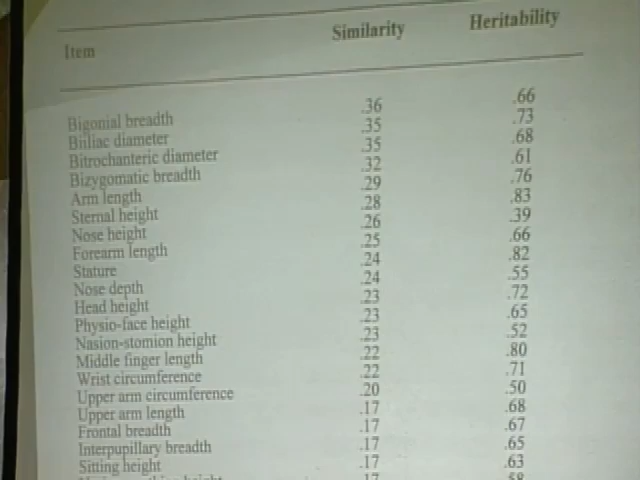 Item Similarity Heritability
Bigonial breadth .36 .66
Biiliac diameter .35 .73
Bitrochanteric diameter .35 .68
Bizygomatic breadth .32 .61
Arm length .29 .76
Sternal height .28 .83
Nose height .26 .39
Forearm length .25 .66
Stature .24 .82
Nose depth .24 .55
Head height .23 .72
Physio-face height .23 .65
Nasion-stomion height .23 .52
Middle finger length .22 .80
Wrist circumference .22 .71
Upper arm circumference .20 .50
Upper arm length .17 .68
Frontal breadth .17 .67
Interpupillary breadth .17 .65
Sitting height .17 .63